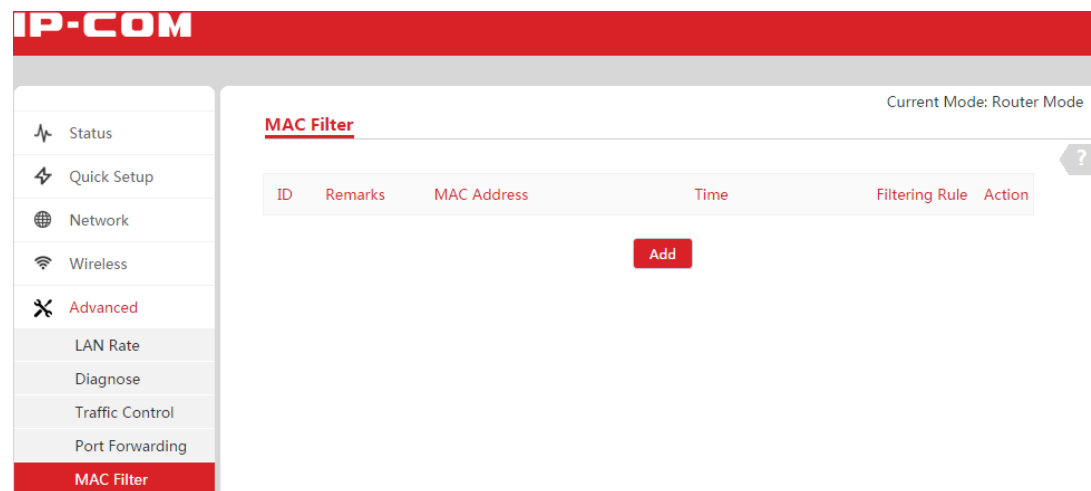 IP-COM
Current Mode: Router Mode
MAC Filter
Status
Quick Setup
Network
Wireless
Advanced
LAN Rate
Diagnose
Traffic Control
Port Forwarding
MAC Filter
?
ID Remarks MAC Address Time Filtering Rule Action
Add